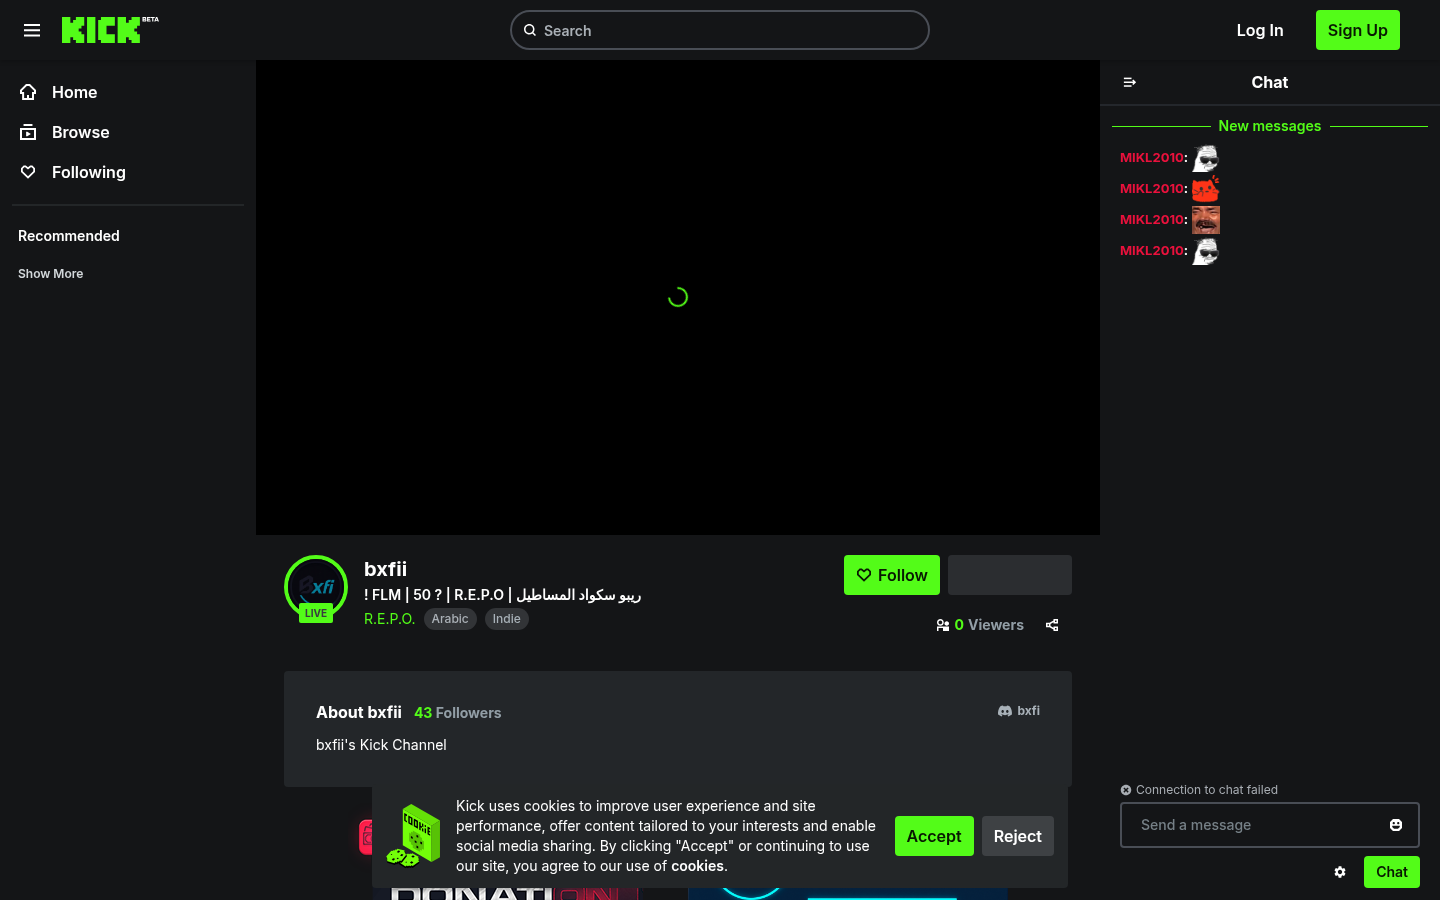 KICK BETA
Search
Log In
Sign Up
Home
Browse
Following
Recommended
Show More
Chat
New messages
MIKL2010:
MIKL2010:
MIKL2010:
MIKL2010:
Bxfi
LIVE
bxfii
! FLM | 50 ? | R.E.P.O | ريبو سكواد المساطيل
R.E.P.O.
Arabic
Indie
Follow
0 Viewers
About bxfii
43 Followers
bxfi
bxfii's Kick Channel
COOKIE
Kick uses cookies to improve user experience and site
performance, offer content tailored to your interests and enable
social media sharing. By clicking "Accept" or continuing to use
our site, you agree to our use of cookies.
Accept
Reject
DONATION
Connection to chat failed
Send a message
Chat